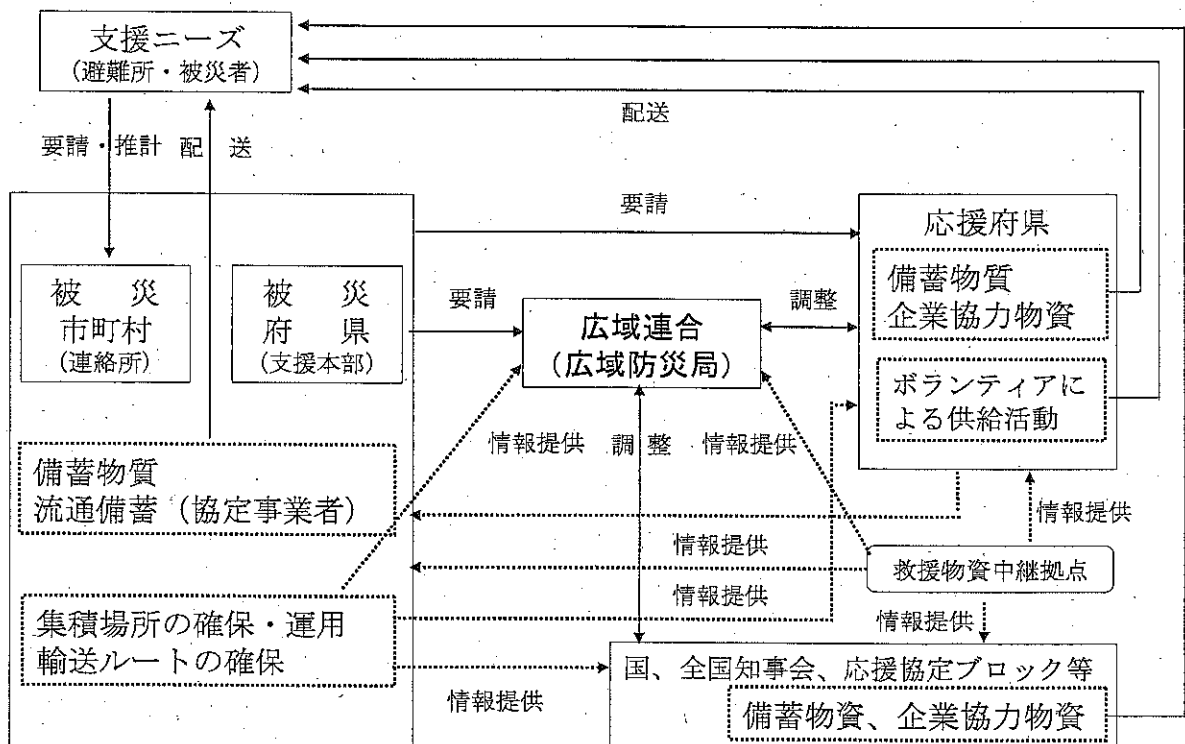 支援ニーズ
(避難所・被災者)
配送
要請・推計 配 送
要請
応援府県
備蓄物質
企業協力物資
被 災
市町村
(連絡所)
被 災
府 県
(支援本部)
要請
広域連合
(広域防災局)
調整
ボランティアに
よる供給活動
情報提供 調 整 情報提供
備蓄物質
流通備蓄(協定事業者)
情報提供
情報提供
救援物資中継拠点
情報提供
情報提供
集積場所の確保・運用
輸送ルートの確保
国、全国知事会、応援協定ブロック等
情報提供
備蓄物資、企業協力物資